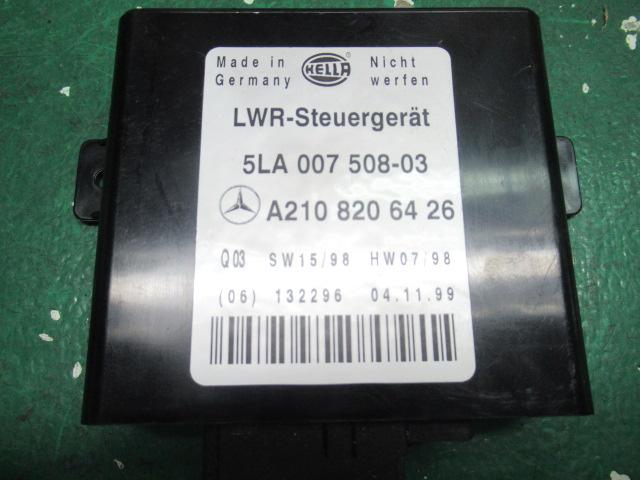 Made in Germany
HELLA
®
Nicht werfen
LWR-Steuergerät
5LA 007 508-03
A210 820 64 26
Q03 SW15/98 HW07/98
(06) 132296 04.11.99